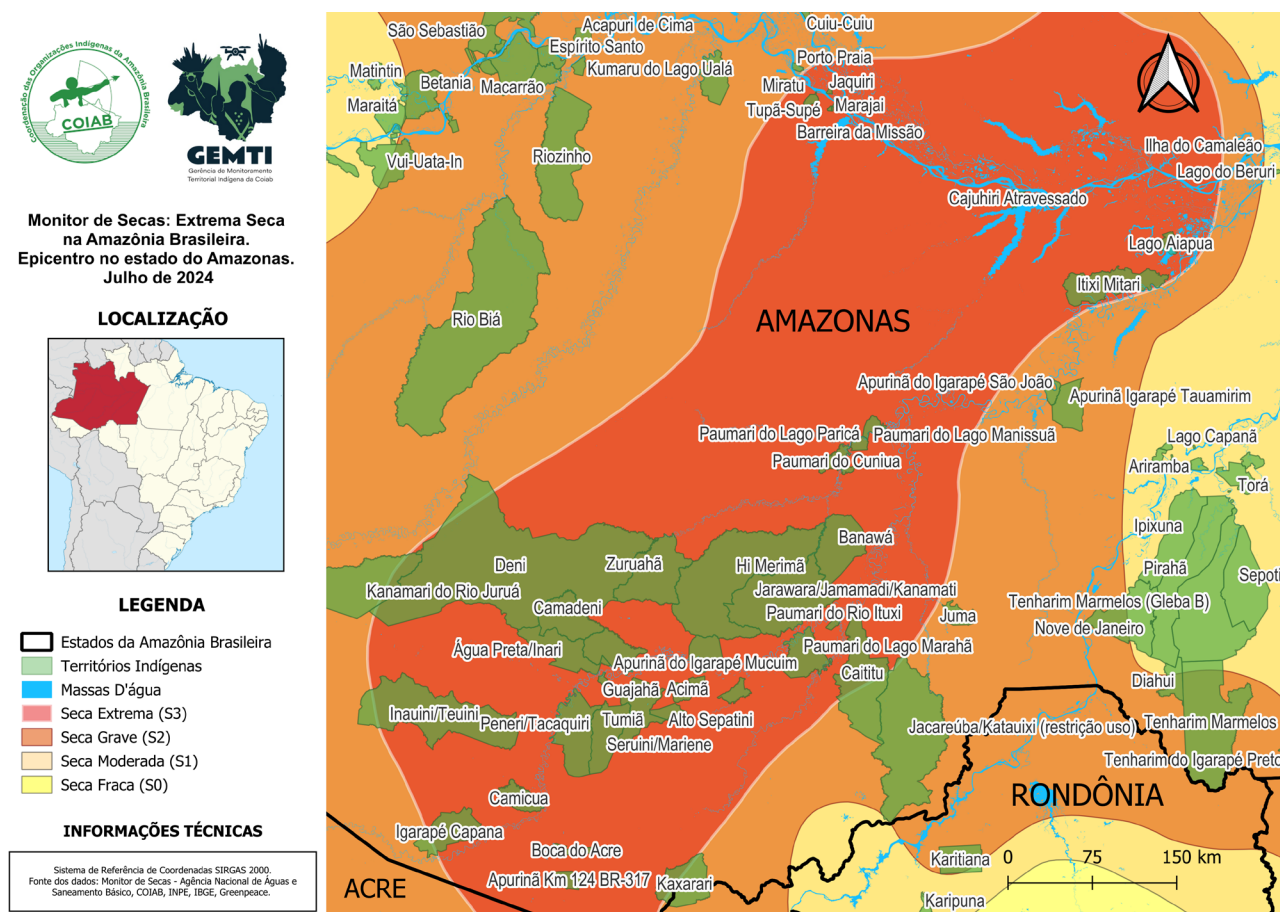 Coordenação das Organizações Indígenas da Amazônia Brasileira
COIAB
GEMTI
Gerência de Monitoramento
Territorial Indígena da Coiab
Monitor de Secas: Extrema Seca
na Amazônia Brasileira.
Epicentro no estado do Amazonas.
Julho de 2024
LOCALIZAÇÃO
LEGENDA
Estados da Amazônia Brasileira
Territórios Indígenas
Massas D'água
Seca Extrema (S3)
Seca Grave (S2)
Seca Moderada (S1)
Seca Fraca (S0)
INFORMAÇÕES TÉCNICAS
Sistema de Referência de Coordenadas SIRGAS 2000.
Fonte dos dados: Monitor de Secas - Agência Nacional de Águas e
Saneamento Básico, COIAB, INPE, IBGE, Greenpeace.
São Sebastião
Acapuri de Cima
Cuiu-Cuiu
Espírito Santo
Porto Praia
Matintin
Betania
Macarrão
Kumaru do Lago Ualá
Miratu
Jaquiri
Maraitá
Tupã-Supé
Marajai
Barreira da Missão
Vui-Uata-In
Riozinho
Ilha do Camaleão
Lago do Beruri
Cajuhiri Atravessado
Lago Aiapua
Itixi Mitari
Rio Biá
AMAZONAS
Apurinã do Igarapé São João
Apurinã Igarapé Tauamirim
Paumari do Lago Paricá
Paumari do Lago Manissuã
Lago Capanã
Paumari do Cuniua
Ariramba
Torá
Ipixuna
Banawá
Deni
Zuruahã
Hi Merimã
Pirahã
Sepoti
Kanamari do Rio Juruá
Jarawara/Jamamadi/Kanamati
Camadeni
Paumari do Rio Ituxi
Juma
Tenharim Marmelos (Gleba B)
Nove de Janeiro
Água Preta/Inari
Paumari do Lago Marahã
Apurinã do Igarapé Mucuim
Caititu
Diahui
Guajahã
Acimã
Inauini/Teuini
Peneri/Tacaquiri
Tumiã
Alto Sepatini
Jacareúba/Katauixi (restrição uso)
Tenharim Marmelos
Seruini/Mariene
Tenharim do Igarapé Preto
Camicua
RONDÔNIA
Igarapé Capana
Boca do Acre
Karitiana
0 75 150 km
Apurinã Km 124 BR-317
Kaxarari
ACRE
Karipuna